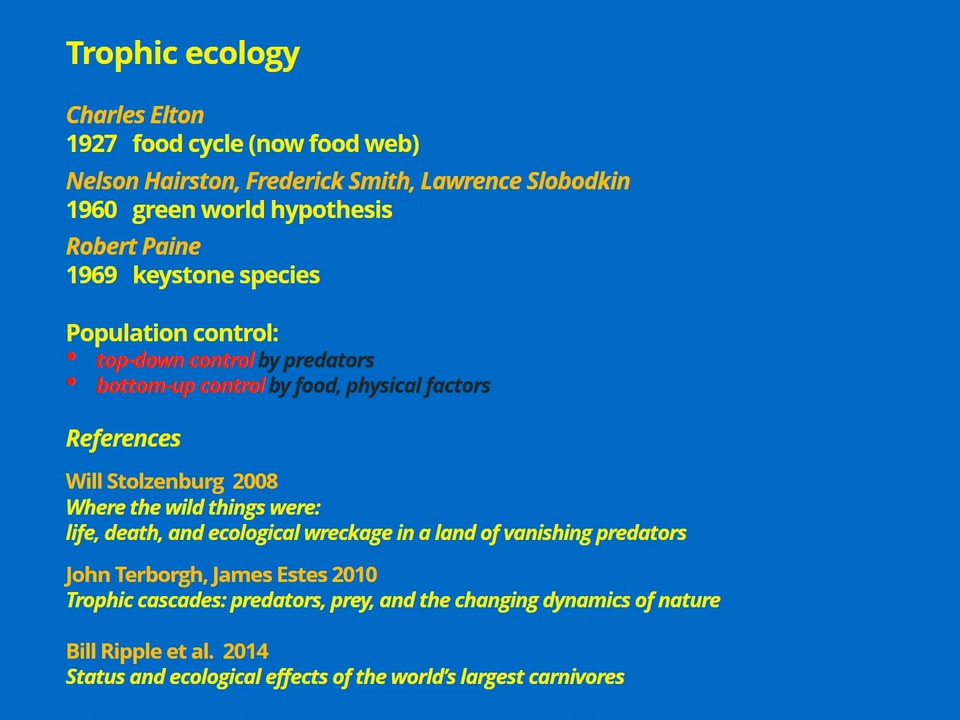 Trophic ecology
Charles Elton
1927 food cycle (now food web)
Nelson Hairston, Frederick Smith, Lawrence Slobodkin
1960 green world hypothesis
Robert Paine
1969 keystone species
Population control:
• top-down control by predators
• bottom-up control by food, physical factors
References
Will Stolzenburg 2008
Where the wild things were:
life, death, and ecological wreckage in a land of vanishing predators
John Terborgh, James Estes 2010
Trophic cascades: predators, prey, and the changing dynamics of nature
Bill Ripple et al. 2014
Status and ecological effects of the world’s largest carnivores